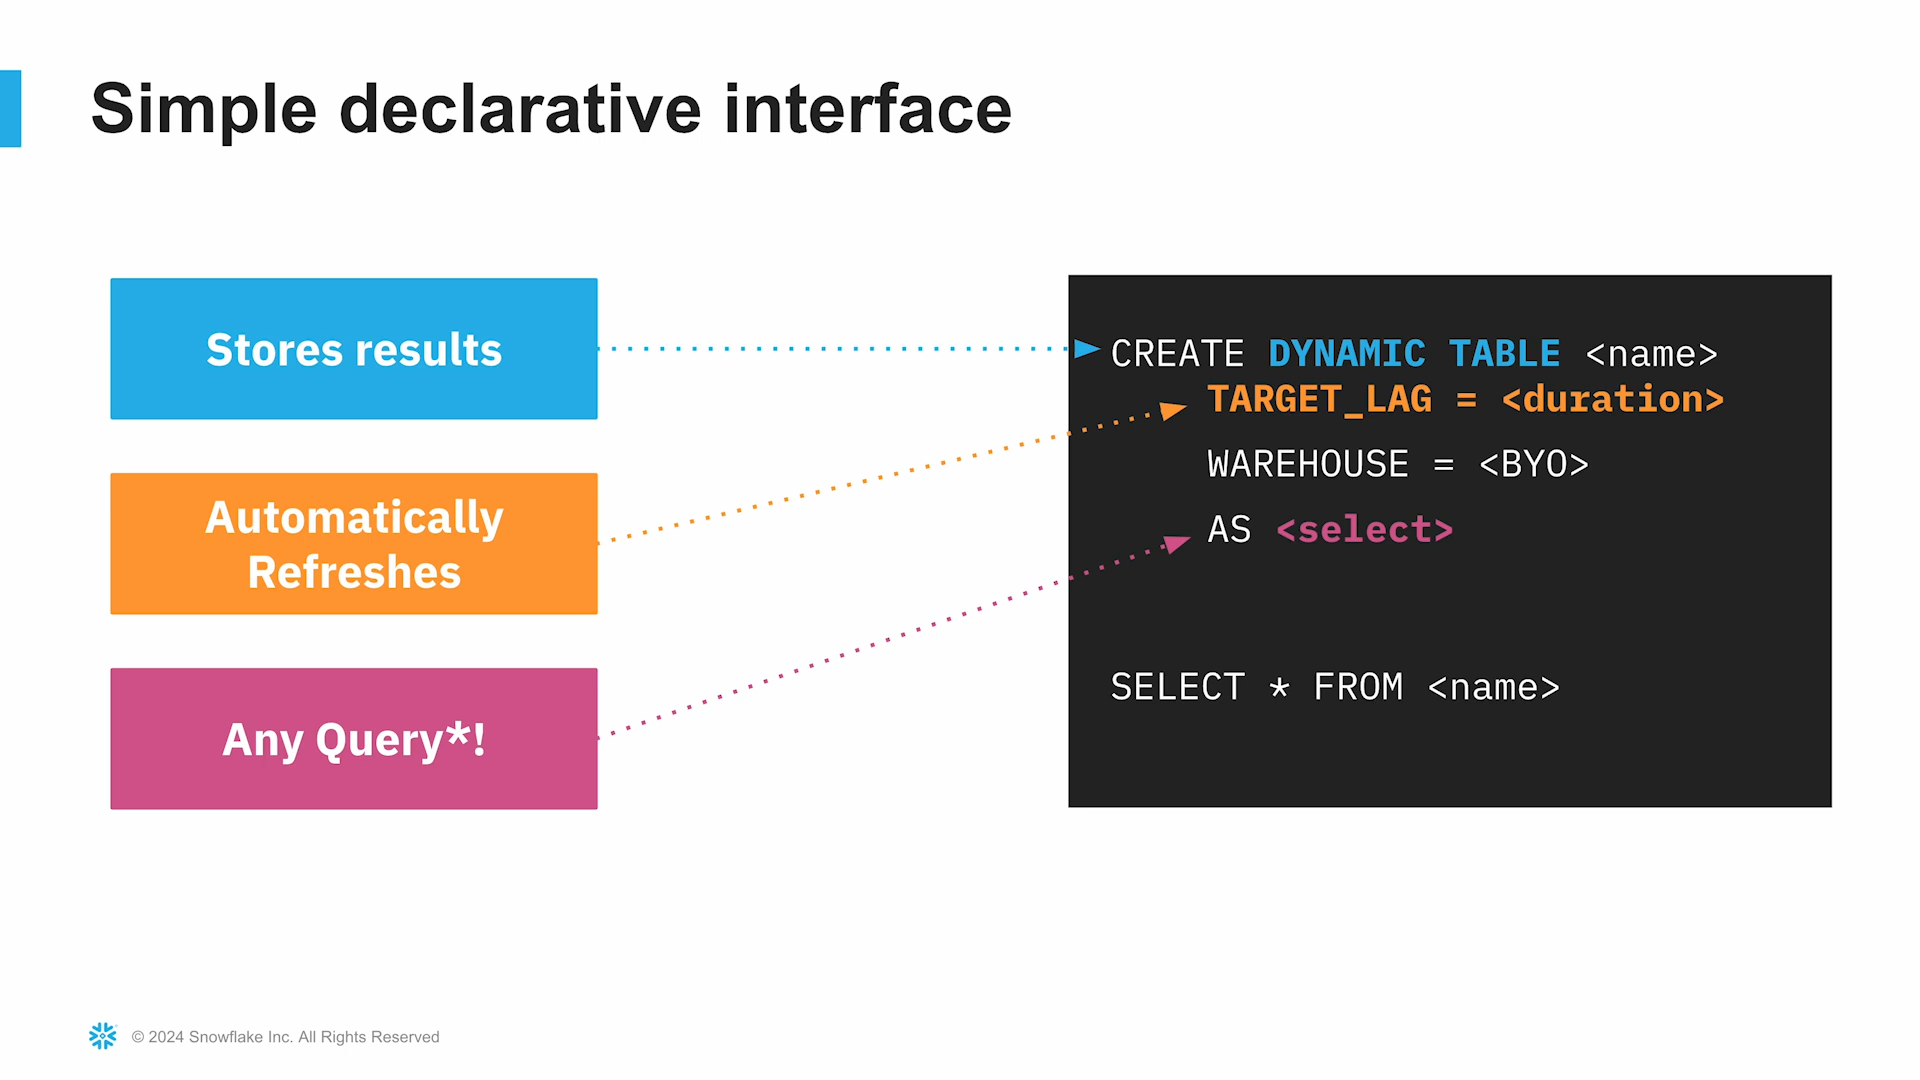 Simple declarative interface
Stores results
Automatically
Refreshes
Any Query*!
CREATE DYNAMIC TABLE <name>
TARGET_LAG = <duration>
WAREHOUSE = <BYO>
AS <select>
SELECT * FROM <name>
© 2024 Snowflake Inc. All Rights Reserved